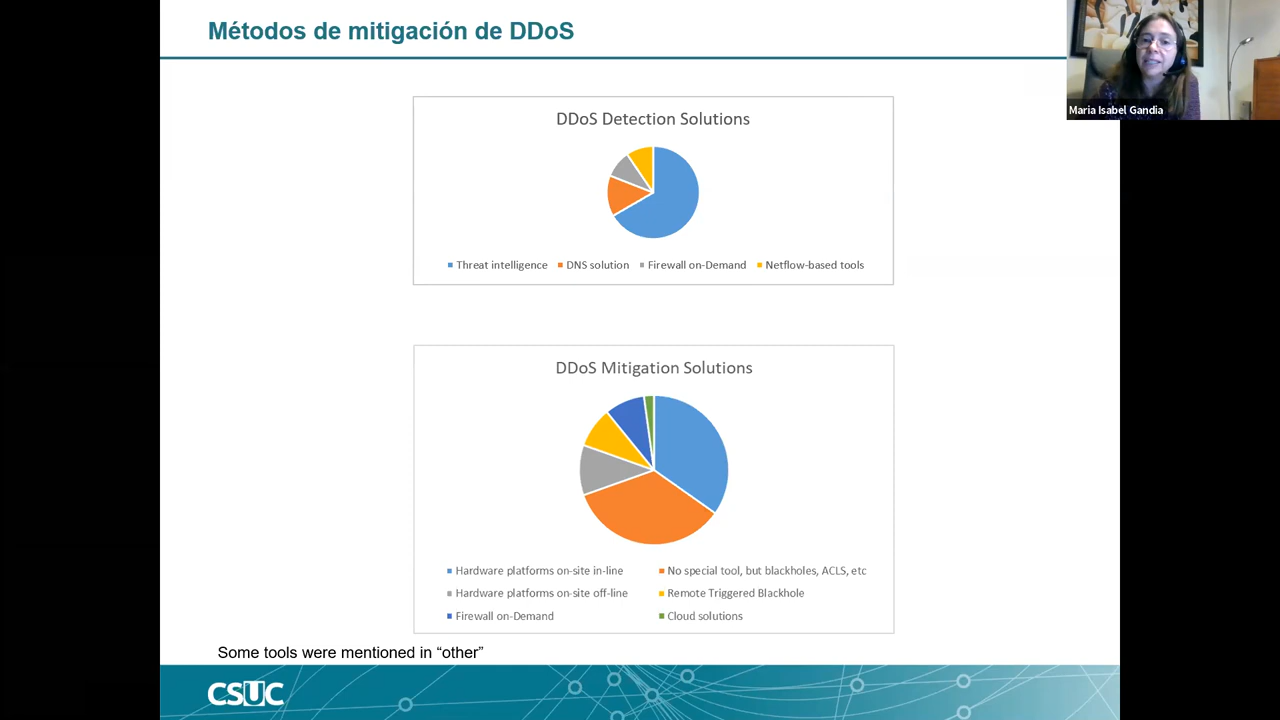 Métodos de mitigación de DDoS
Maria Isabel Gandia
DDoS Detection Solutions
Threat intelligence DNS solution Firewall on-Demand Netflow-based tools
DDoS Mitigation Solutions
Hardware platforms on-site in-line No special tool, but blackholes, ACLS, etc
Hardware platforms on-site off-line Remote Triggered Blackhole
Firewall on-Demand Cloud solutions
Some tools were mentioned in “other”
CSUC